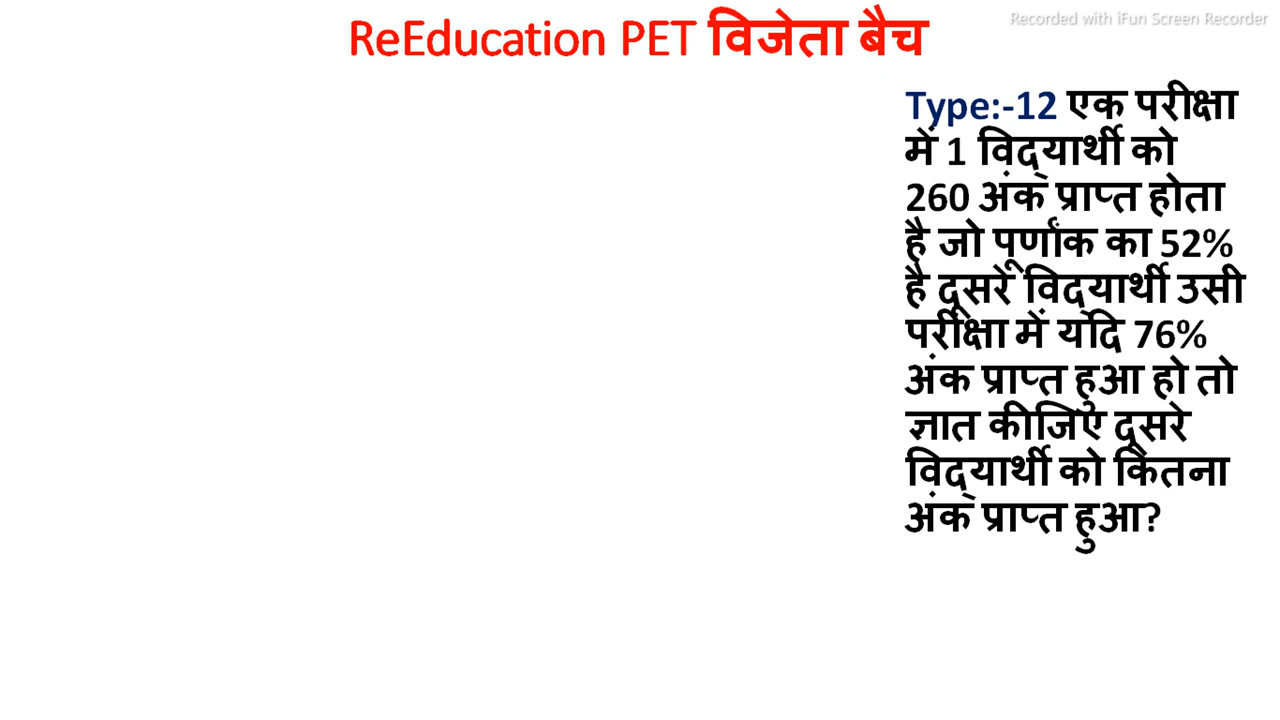 Recorded with iFun Screen Recorder
ReEducation PET विजेता बैच
Type:-12 एक परीक्षा
में 1 विद्यार्थी को
260 अंक प्राप्त होता
है जो पूर्णांक का 52%
है दूसरे विद्यार्थी उसी
परीक्षा में यदि 76%
अंक प्राप्त हुआ हो तो
ज्ञात कीजिए दूसरे
विद्यार्थी को कितना
अंक प्राप्त हुआ?